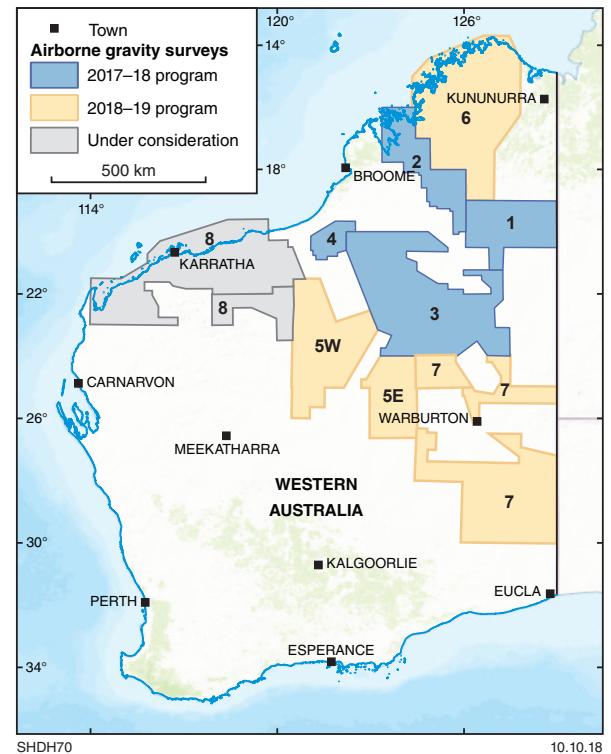 120°
126°
14°
Town
Airborne gravity surveys
2017–18 program
2018–19 program
Under consideration
500 km
KUNUNURRA
6
2
18°
BROOME
114°
1
8
4
KARRATHA
22°
8
3
5W
7
7
5E
CARNARVON
26°
WARBURTON
MEEKATHARRA
WESTERN
AUSTRALIA
7
30°
KALGOORLIE
EUCLA
PERTH
ESPERANCE
34°
SHDH70
10.10.18